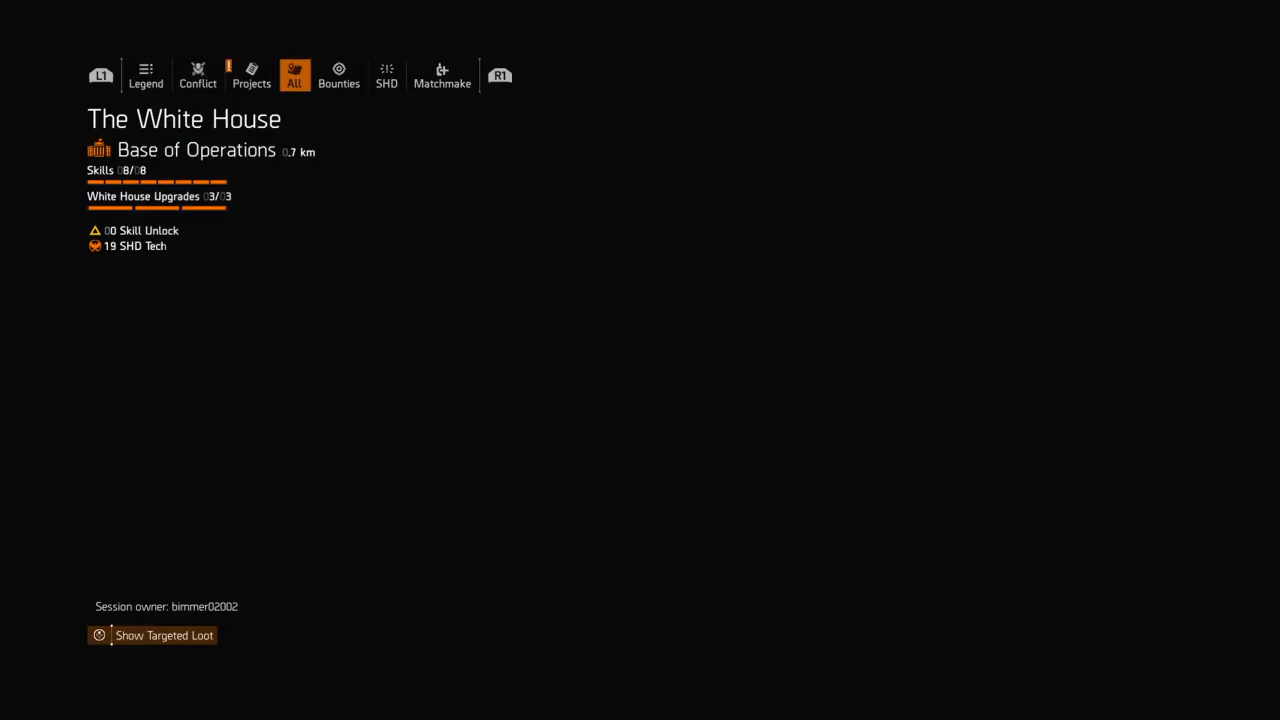 L1 Legend Conflict Projects All Bounties SHD Matchmake R1
The White House
Base of Operations 0.7 km
Skills 08/08
White House Upgrades 03/03
00 Skill Unlock
19 SHD Tech
Session owner: bimmer02002
Show Targeted Loot